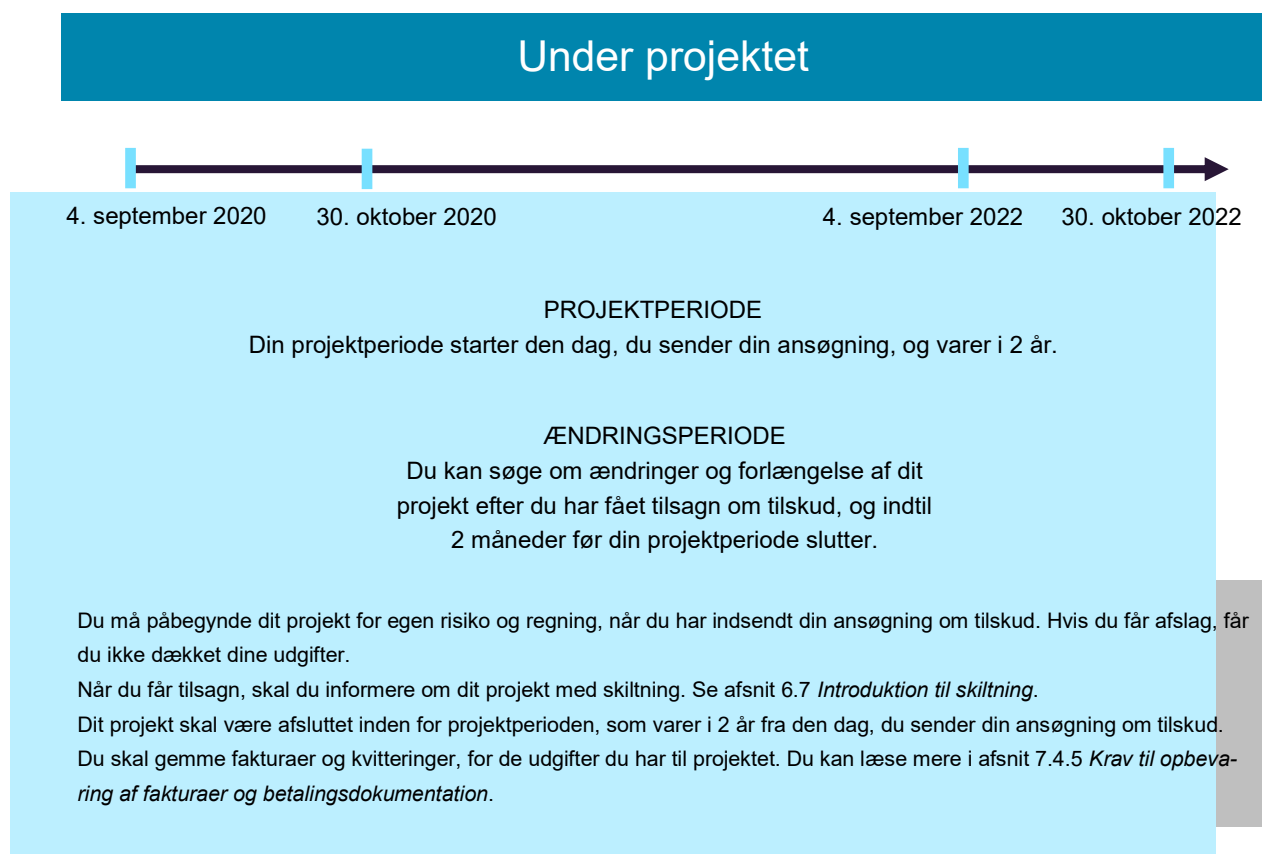 Under projektet
4. september 2020 30. oktober 2020 4. september 2022 30. oktober 2022
PROJEKTPERIODE
Din projektperiode starter den dag, du sender din ansøgning, og varer i 2 år.
ÆNDRINGSPERIODE
Du kan søge om ændringer og forlængelse af dit
projekt efter du har fået tilsagn om tilskud, og indtil
2 måneder før din projektperiode slutter.
Du må påbegynde dit projekt for egen risiko og regning, når du har indsendt din ansøgning om tilskud. Hvis du får afslag, får
du ikke dækket dine udgifter.
Når du får tilsagn, skal du informere om dit projekt med skiltning. Se afsnit 6.7 Introduktion til skiltning.
Dit projekt skal være afsluttet inden for projektperioden, som varer i 2 år fra den dag, du sender din ansøgning om tilskud.
Du skal gemme fakturaer og kvitteringer, for de udgifter du har til projektet. Du kan læse mere i afsnit 7.4.5 Krav til opbeva-
ring af fakturaer og betalingsdokumentation.